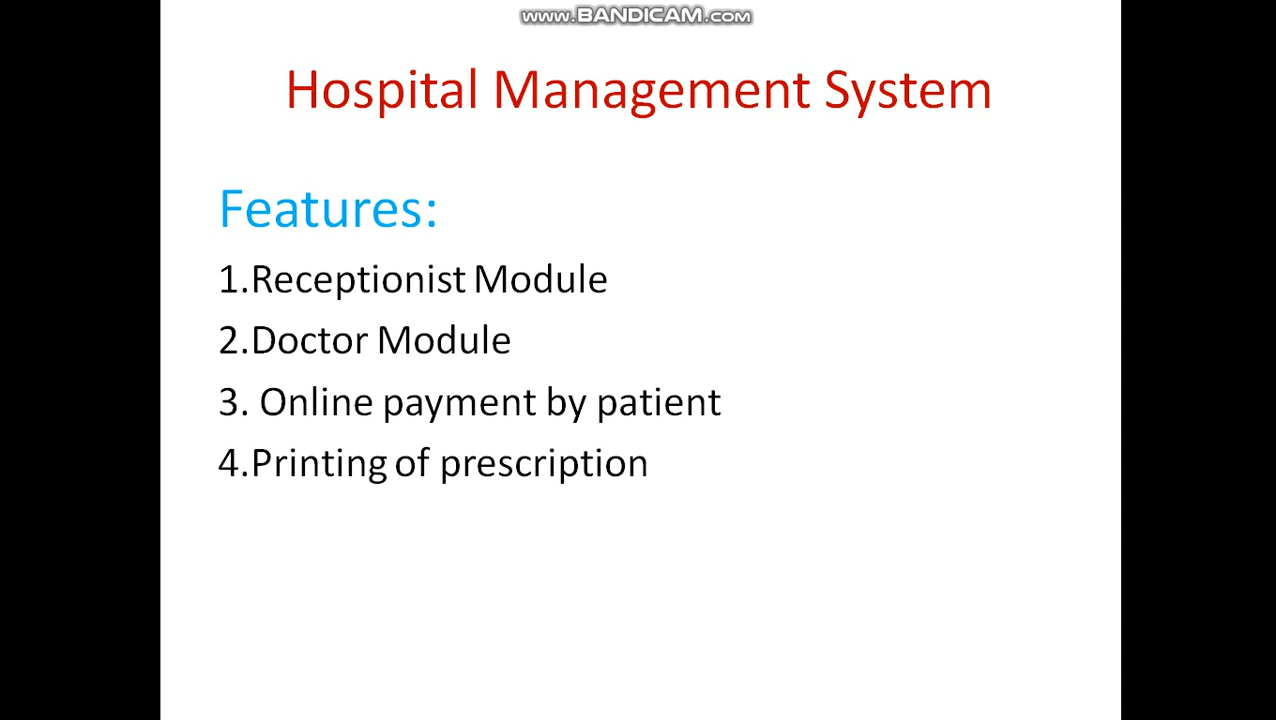 www.BANDICAM.com
Hospital Management System
Features:
1.Receptionist Module
2.Doctor Module
3. Online payment by patient
4.Printing of prescription